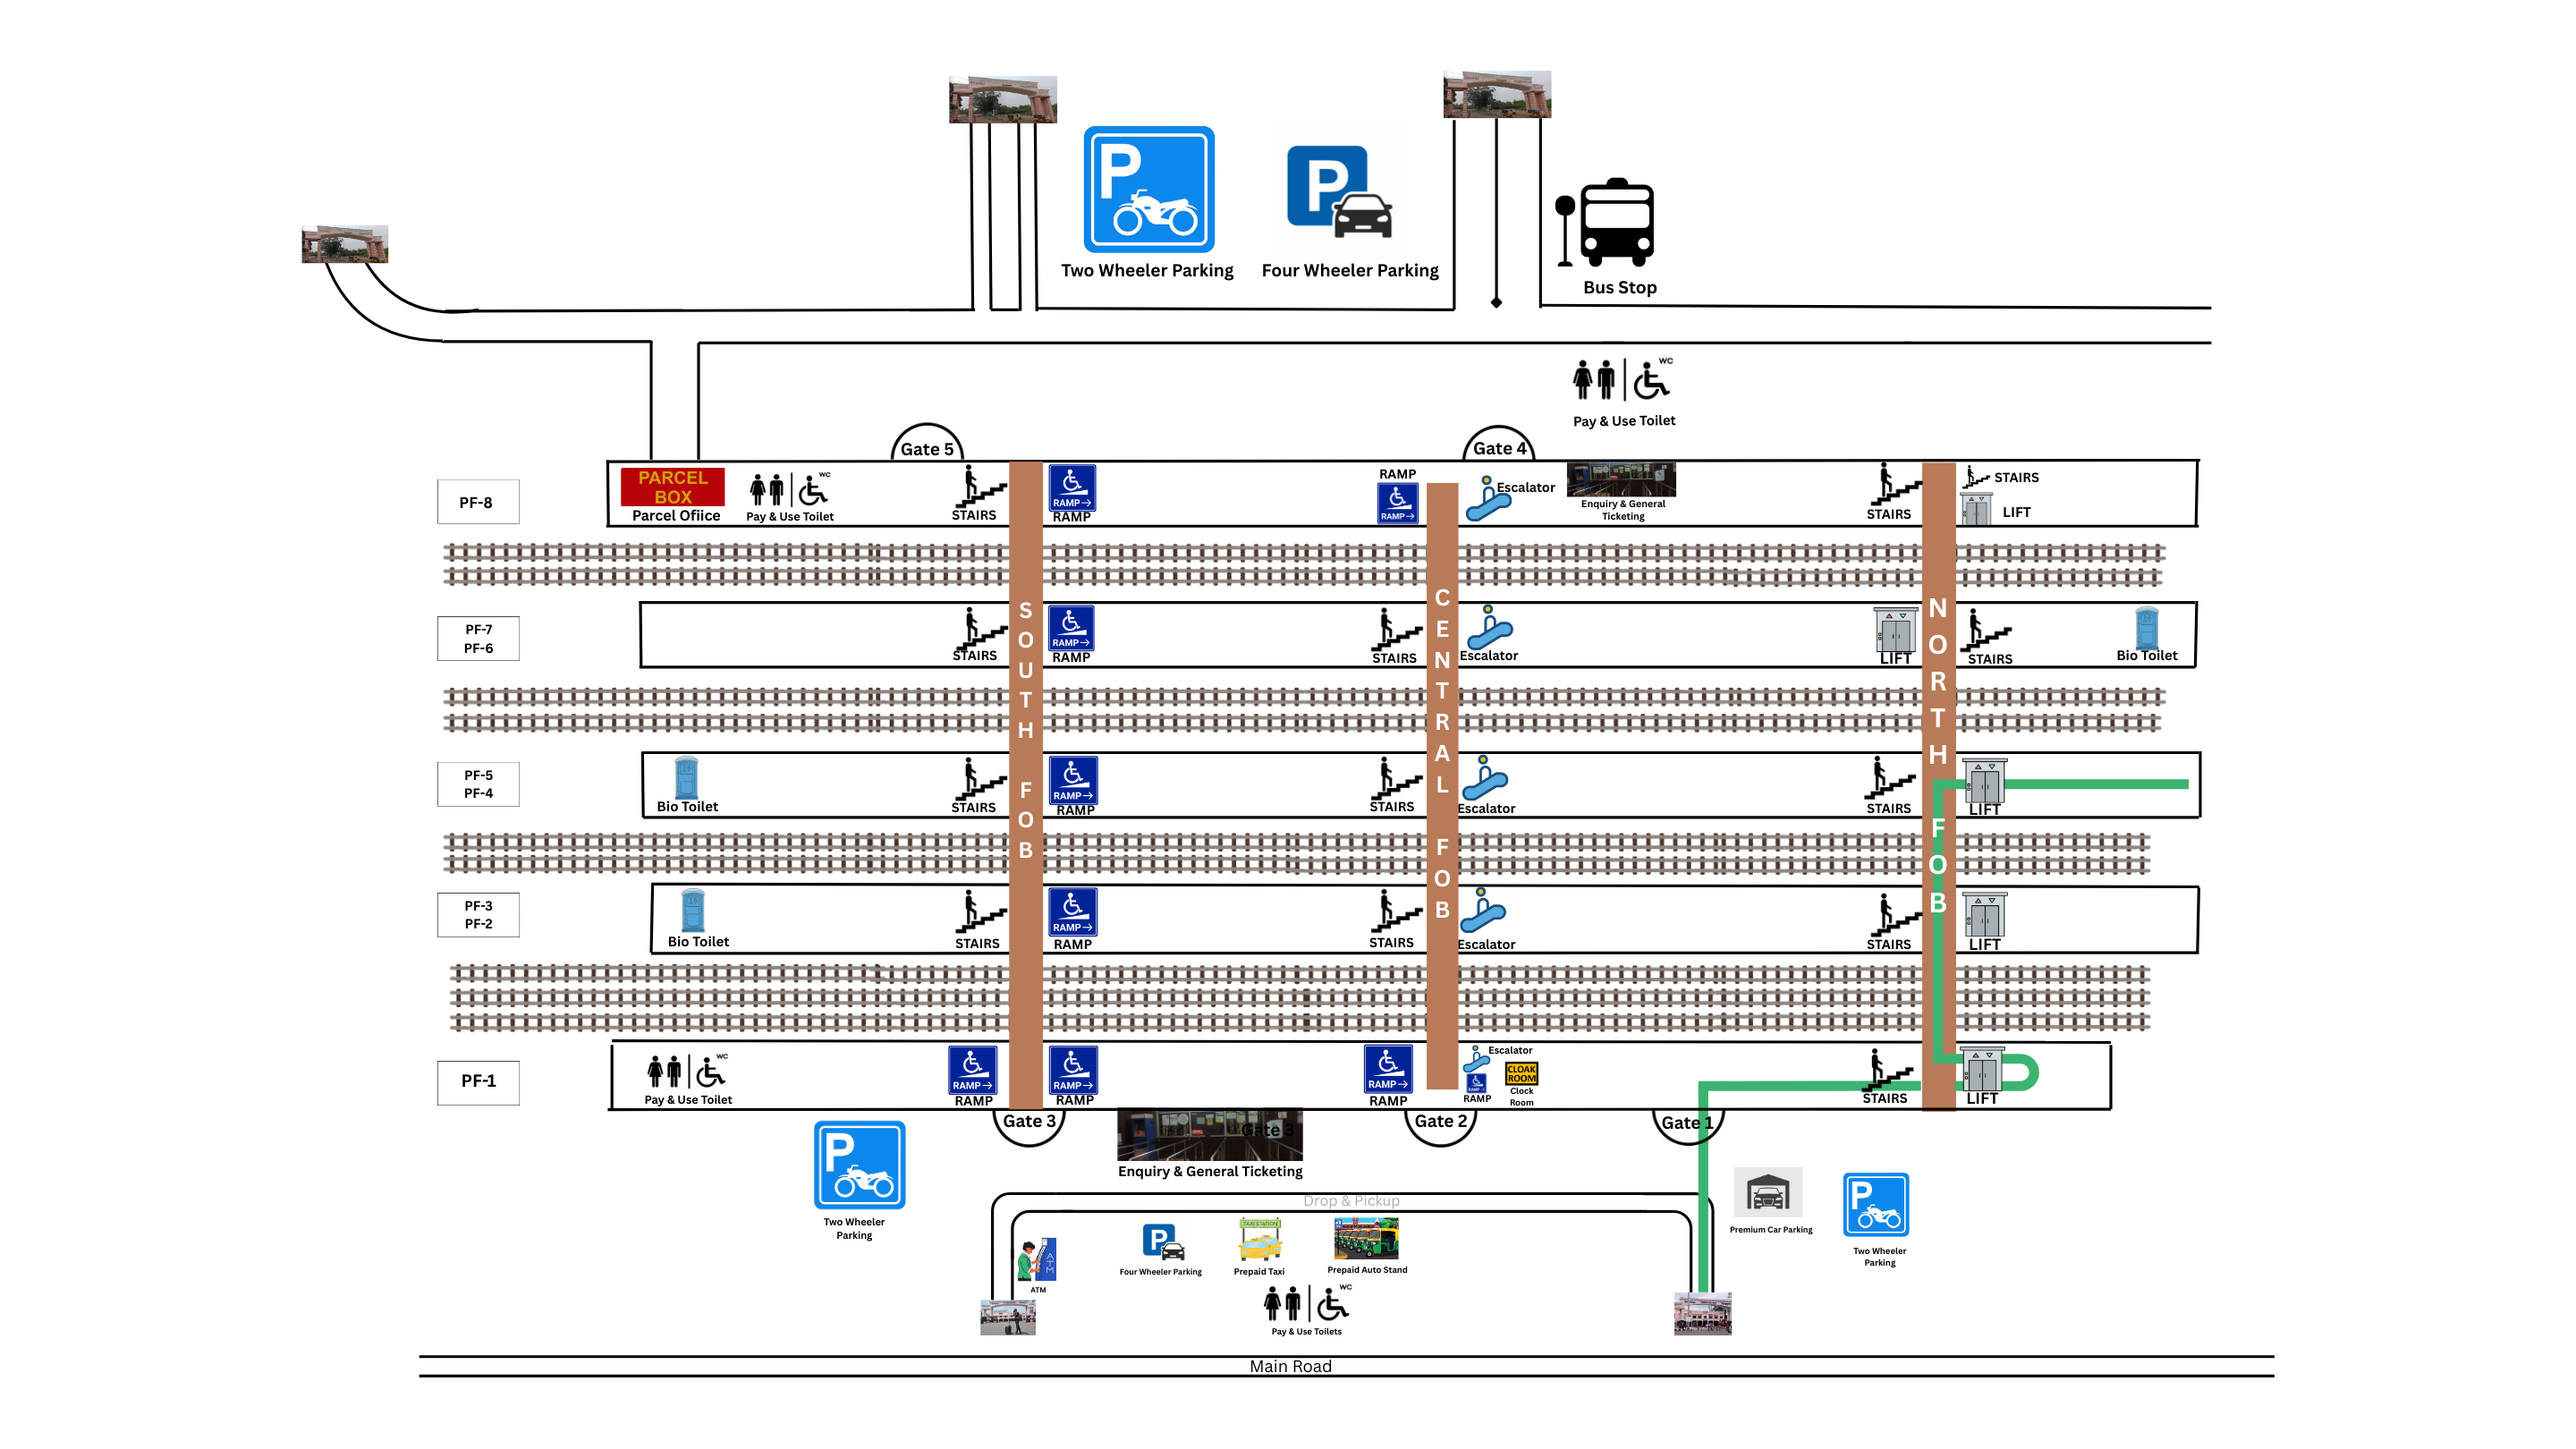 P
Two Wheeler Parking
P
Four Wheeler Parking
Bus Stop
WC
Pay & Use Toilet
Gate 5
Gate 4
PF-8
PARCEL
BOX
Parcel Ofiice
WC
Pay & Use Toilet
STAIRS
RAMP→
RAMP
RAMP
RAMP→
Escalator
Enquiry & General
Ticketing
STAIRS
STAIRS
LIFT
PF-7
PF-6
STAIRS
RAMP→
RAMP
STAIRS
Escalator
LIFT
STAIRS
Bio Toilet
SOUTH FOB
CENTRAL FOB
NORTH FOB
PF-5
PF-4
Bio Toilet
STAIRS
RAMP→
RAMP
STAIRS
Escalator
STAIRS
LIFT
PF-3
PF-2
Bio Toilet
STAIRS
RAMP→
RAMP
STAIRS
Escalator
STAIRS
LIFT
PF-1
WC
Pay & Use Toilet
RAMP→
RAMP
RAMP→
RAMP
RAMP→
RAMP
Escalator
RAMP
CLOAK
ROOM
Clock
Room
STAIRS
LIFT
Gate 3
Gate 3
Gate 2
Gate 1
Enquiry & General Ticketing
P
Two Wheeler
Parking
Drop & Pickup
ATM
ATM
P
Four Wheeler Parking
TAXI STATION
Prepaid Taxi
Prepaid Auto Stand
WC
Pay & Use Toilets
Premium Car Parking
P
Two Wheeler
Parking
Main Road